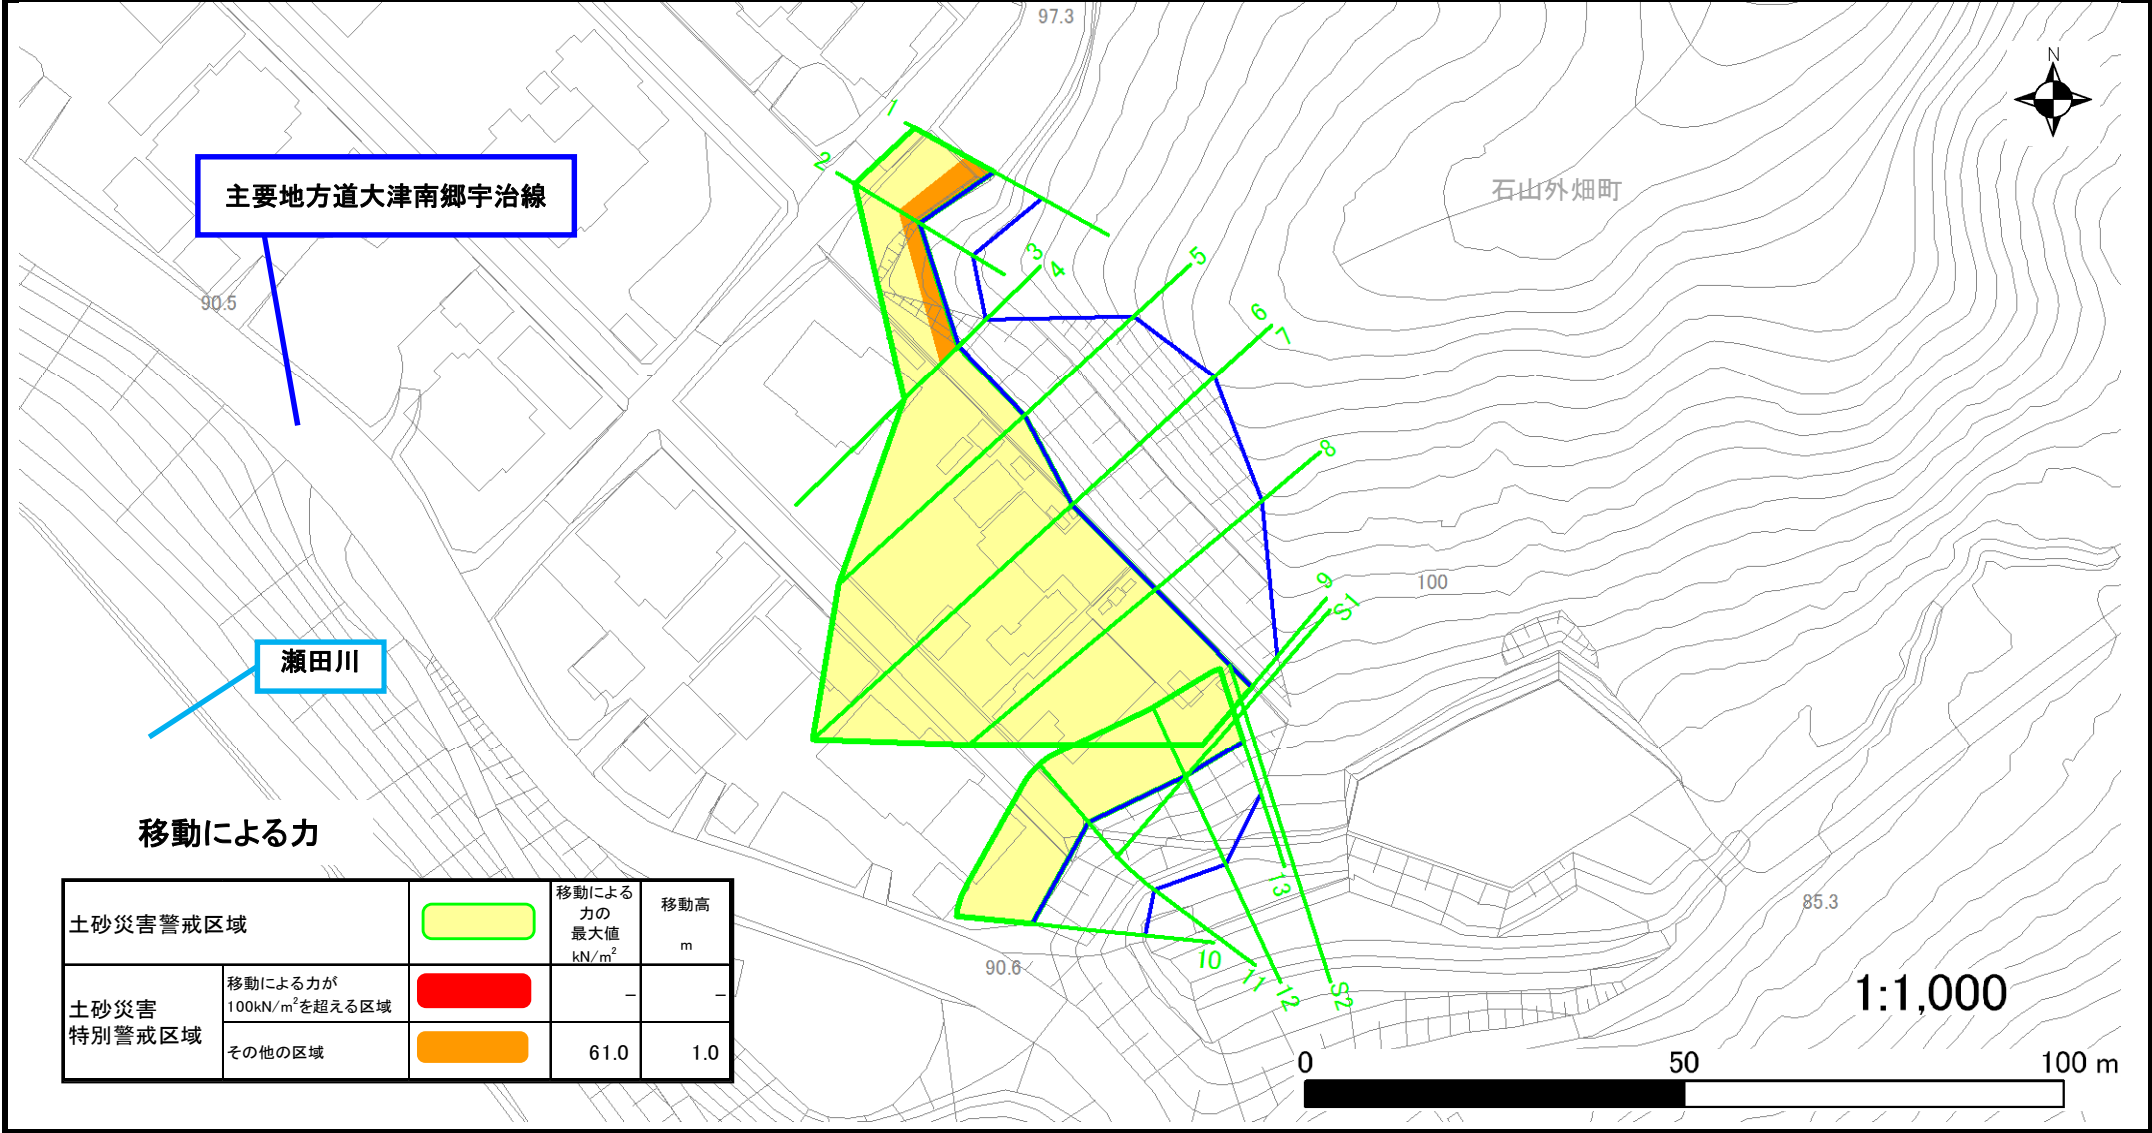 97.3
N
1
2
主要地方道大津南郷宇治線
石山外畑町
3
4
5
90.5
6
7
8
9
S1
100
瀬田川
移動による力
移動による
力の
最大値
kN/m²
移動高
m
土砂災害警戒区域
土砂災害
特別警戒区域
移動による力が
100kN/m²を超える区域
－
－
その他の区域
61.0
1.0
13
85.3
90.6
10
11
12
S2
1:1,000
0
50
100 m